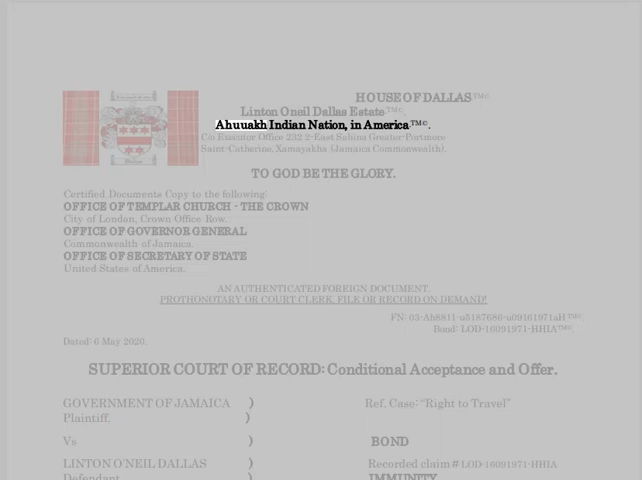 HOUSE OF DALLAS™©
Linton Oneil Dallas Estate™©.
Ahuuakh Indian Nation, in America™©.
C/o Executor Office 232 2-East Sabina Greater Portmore
Saint-Catherine, Xamayakha (Jamaica Commonwealth).
TO GOD BE THE GLORY.
Certified Documents Copy to the following:
OFFICE OF TEMPLAR CHURCH - THE CROWN
City of London, Crown Office Row.
OFFICE OF GOVERNOR GENERAL
Commonwealth of Jamaica.
OFFICE OF SECRETARY OF STATE
United States of America.
AN AUTHENTICATED FOREIGN DOCUMENT.
PROTHONOTARY OR COURT CLERK, FILE OR RECORD ON DEMAND!
FN: 03-Ah8811-u5187686-u09161971aH™©.
Bond: LOD-16091971-HHIA™©.
Dated: 6 May 2020.
SUPERIOR COURT OF RECORD: Conditional Acceptance and Offer.
GOVERNMENT OF JAMAICA ) Ref. Case: "Right to Travel"
Plaintiff, )
Vs ) BOND
LINTON O'NEIL DALLAS ) Recorded claim # LOD-16091971-HHIA
Defendant ) IMMUNITY